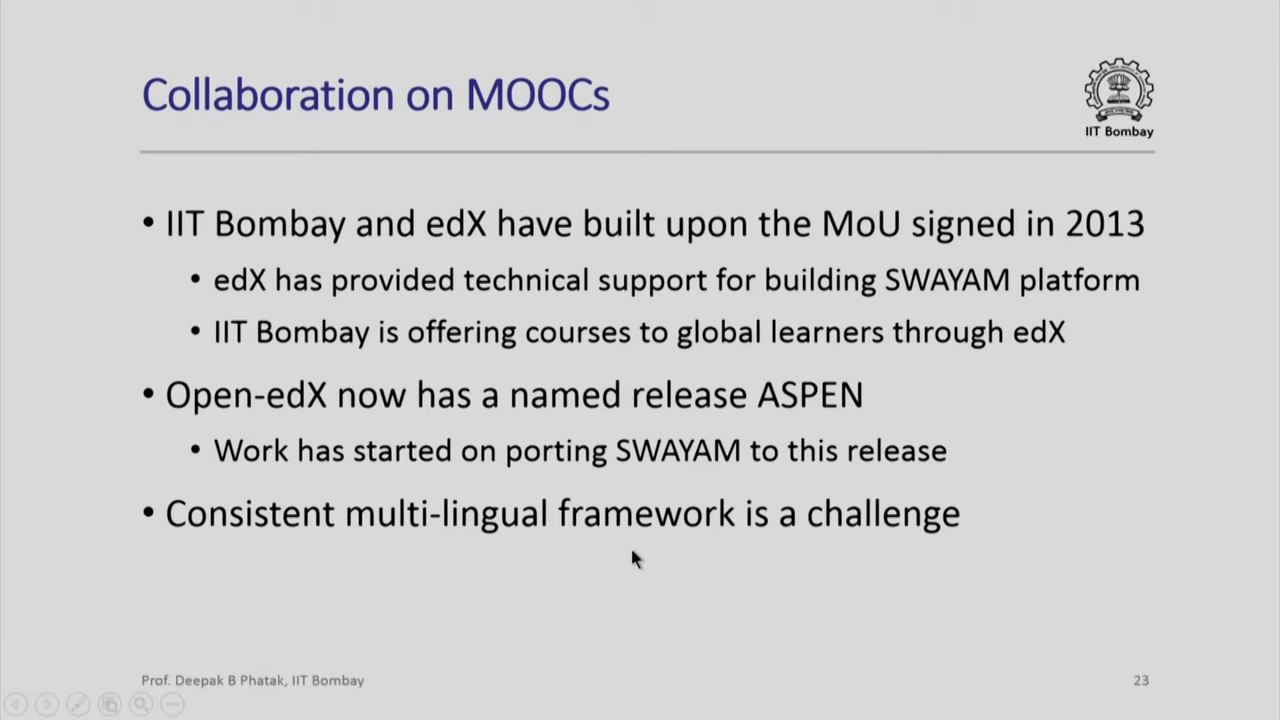 Collaboration on MOOCs
IIT Bombay
• IIT Bombay and edX have built upon the MoU signed in 2013
• edX has provided technical support for building SWAYAM platform
• IIT Bombay is offering courses to global learners through edX
• Open-edX now has a named release ASPEN
• Work has started on porting SWAYAM to this release
• Consistent multi-lingual framework is a challenge
Prof. Deepak B Phatak, IIT Bombay
23